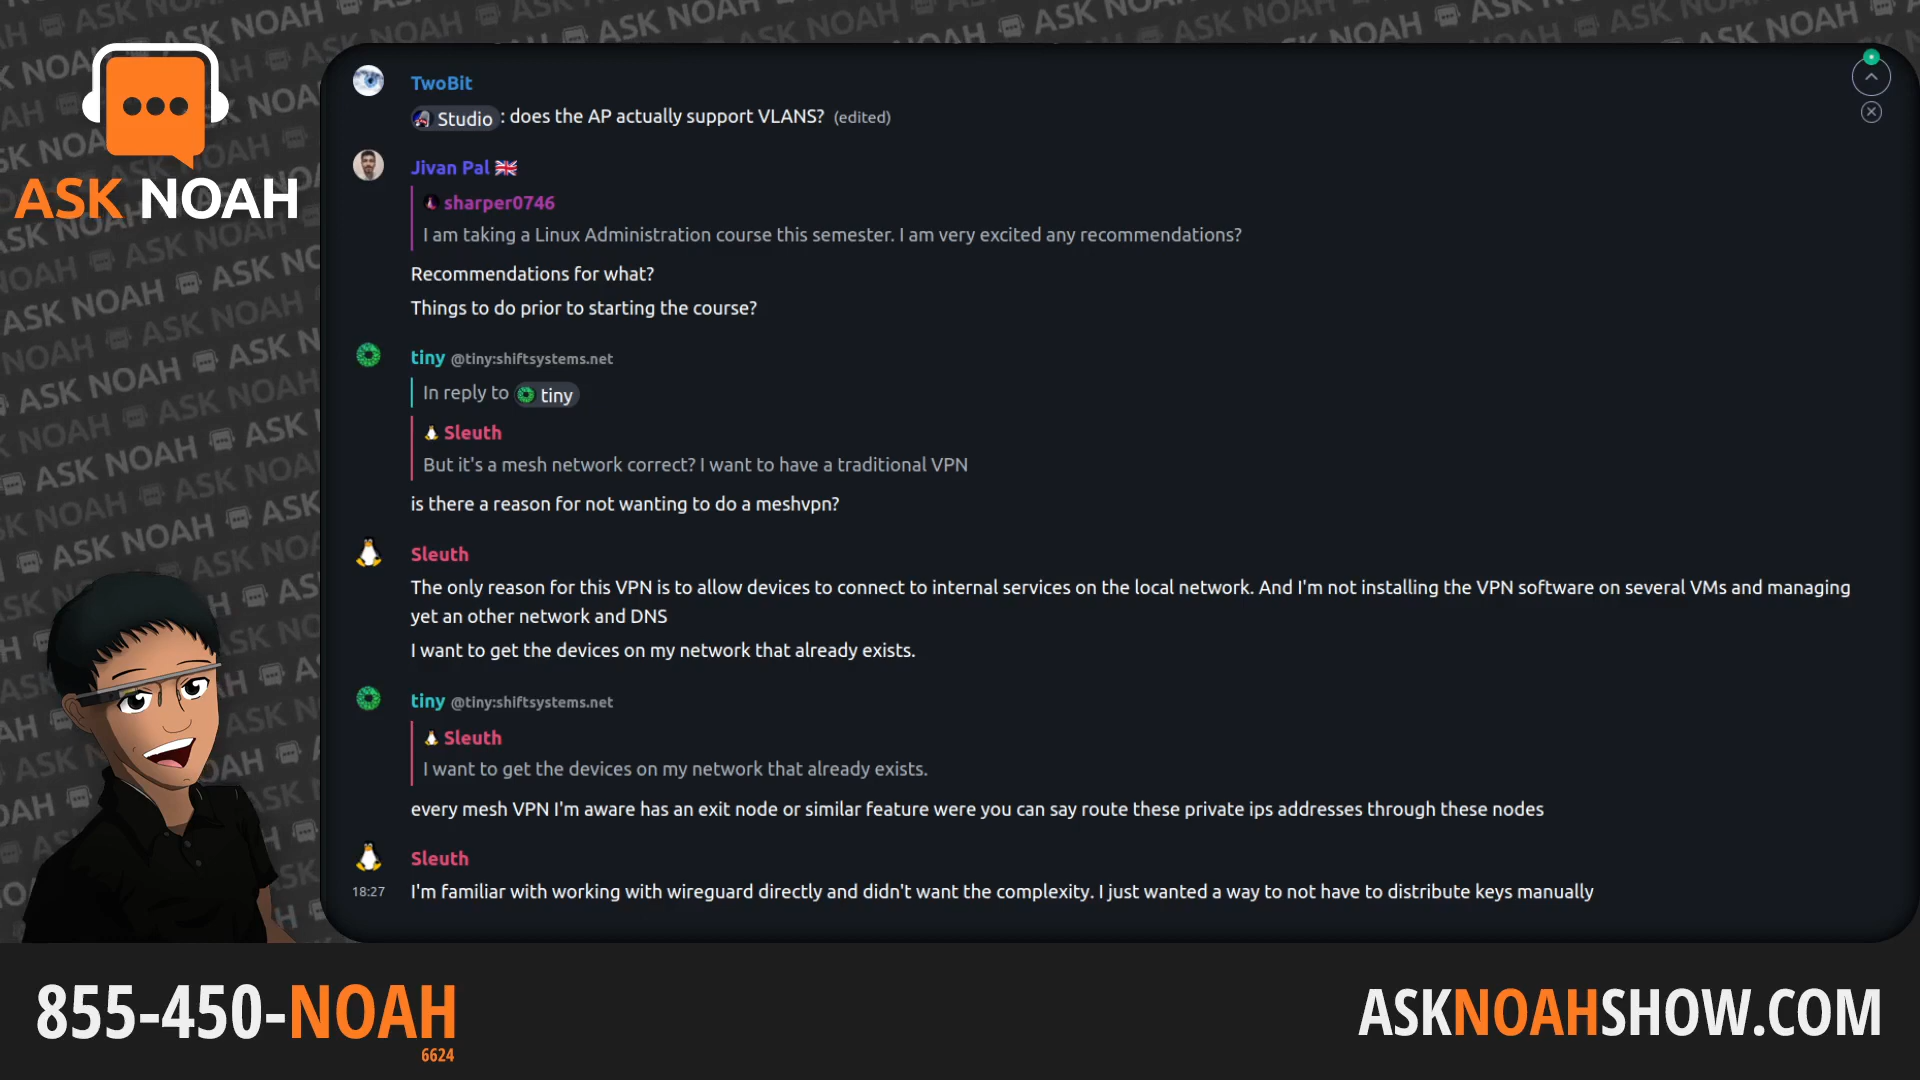 ASK NOAH
TwoBit
Studio : does the AP actually support VLANS? (edited)
Jivan Pal 🇬🇧
sharper0746
I am taking a Linux Administration course this semester. I am very excited any recommendations?
Recommendations for what?
Things to do prior to starting the course?
tiny @tiny:shiftsystems.net
In reply to tiny
Sleuth
But it's a mesh network correct? I want to have a traditional VPN
is there a reason for not wanting to do a meshvpn?
Sleuth
The only reason for this VPN is to allow devices to connect to internal services on the local network. And I'm not installing the VPN software on several VMs and managing
yet an other network and DNS
I want to get the devices on my network that already exists.
tiny @tiny:shiftsystems.net
Sleuth
I want to get the devices on my network that already exists.
every mesh VPN I'm aware has an exit node or similar feature were you can say route these private ips addresses through these nodes
Sleuth
18:27 I'm familiar with working with wireguard directly and didn't want the complexity. I just wanted a way to not have to distribute keys manually
855-450-NOAH
6624
ASKNOAHSHOW.COM